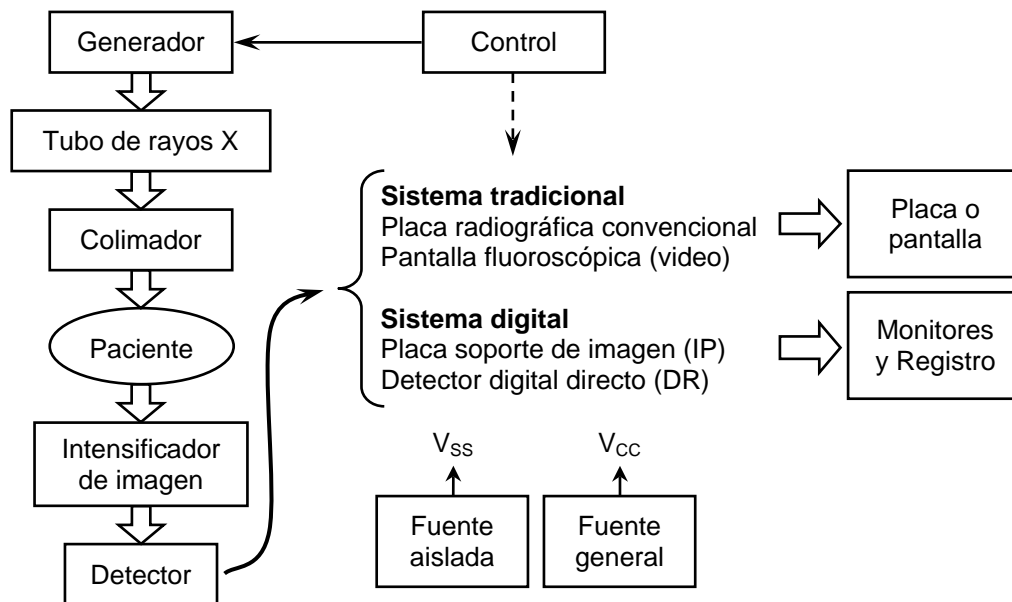 Generador
Control
Tubo de rayos X
Colimador
Paciente
Intensificador
de imagen
Detector
Sistema tradicional
Placa radiográfica convencional
Pantalla fluoroscópica (video)
Sistema digital
Placa soporte de imagen (IP)
Detector digital directo (DR)
Placa o
pantalla
Monitores
y Registro
VSS
VCC
Fuente
aislada
Fuente
general